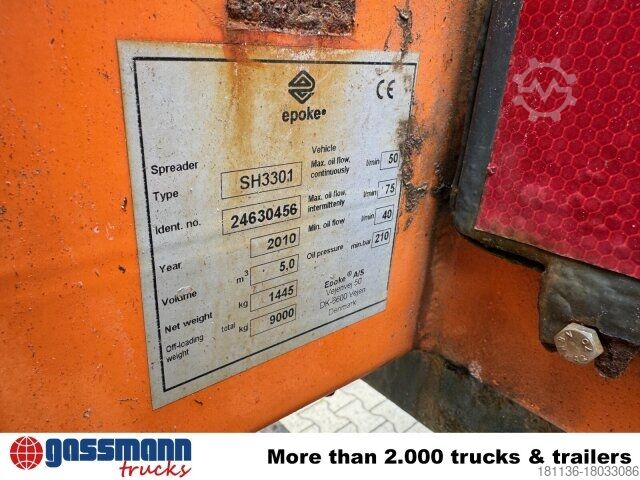 epoke®
CE
Spreader
Type SH3301
Ident. no. 24630456
Year 2010
Volume m³ 5.0
Net weight kg 1445
Off-loading weight total kg 9000
Vehicle
Max. oil flow, continuously l/min 50
Max. oil flow, intermittenly l/min 75
Min. oil flow l/min 40
Oil pressure min.bar 210
Epoke® A/S
Vejenvej 50
DK-6600 Vejen
Denmark
gassmann
trucks
More than 2.000 trucks & trailers
181136-18033086